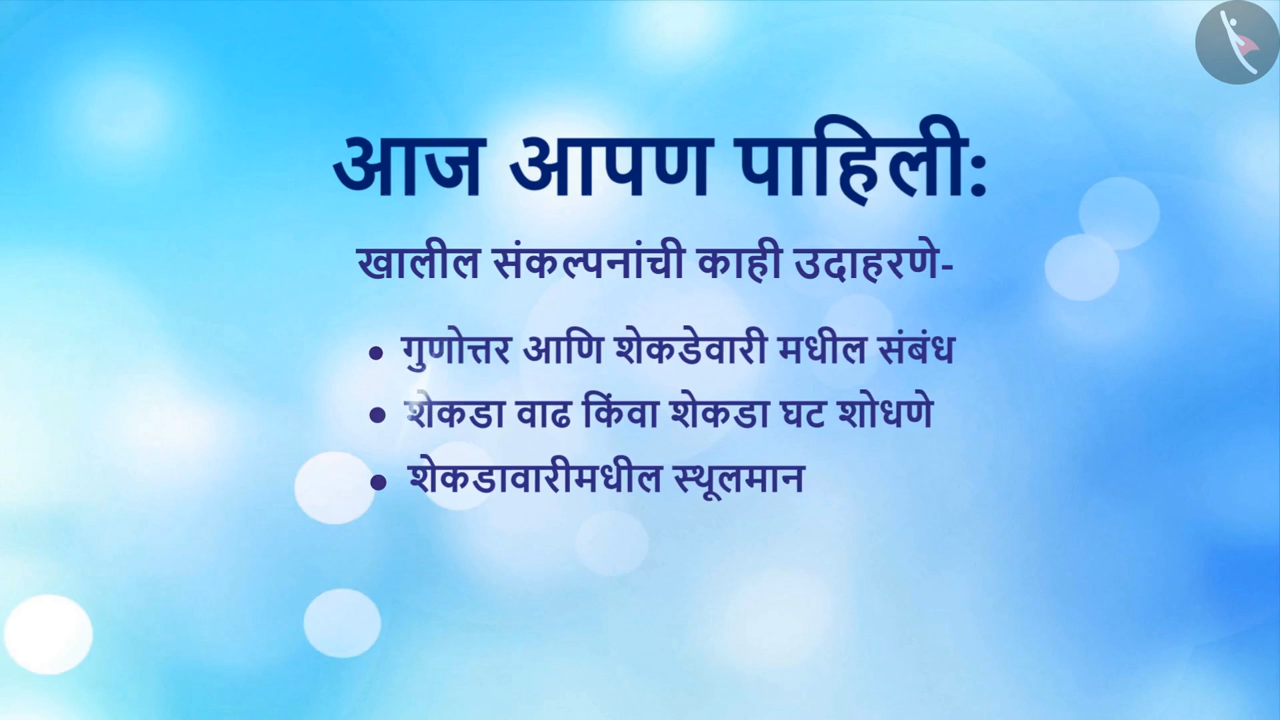 आज आपण पाहिली:
खालील संकल्पनांची काही उदाहरणे-
• गुणोत्तर आणि शेकडेवारी मधील संबंध
• शेकडा वाढ किंवा शेकडा घट शोधणे
• शेकडावारीमधील स्थूलमान